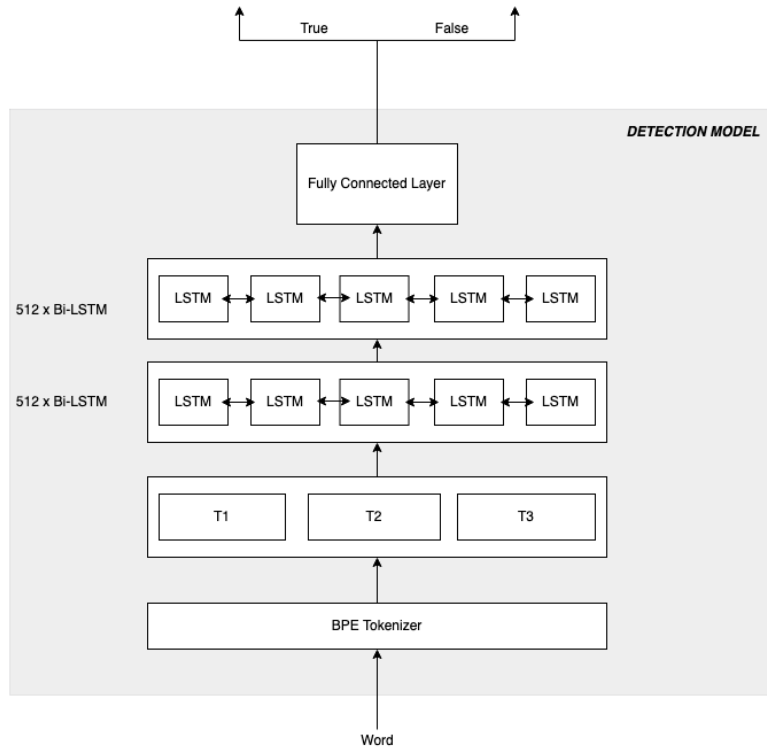 True
False
DETECTION MODEL
Fully Connected Layer
512 x Bi-LSTM
LSTM LSTM LSTM LSTM LSTM
512 x Bi-LSTM
LSTM LSTM LSTM LSTM LSTM
T1 T2 T3
BPE Tokenizer
Word